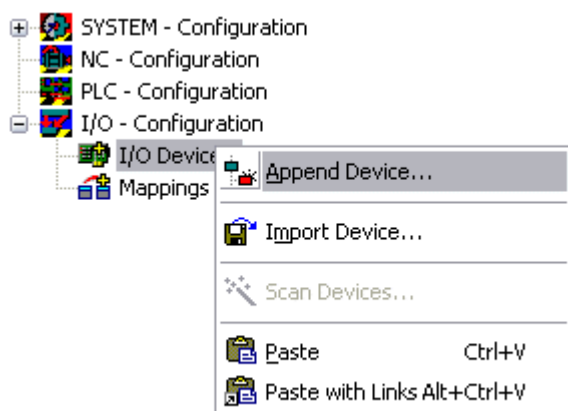 SYSTEM - Configuration
NC - Configuration
PLC - Configuration
I/O - Configuration
I/O Device
Append Device...
Mappings
Import Device...
Scan Devices...
Paste Ctrl+V
Paste with Links Alt+Ctrl+V